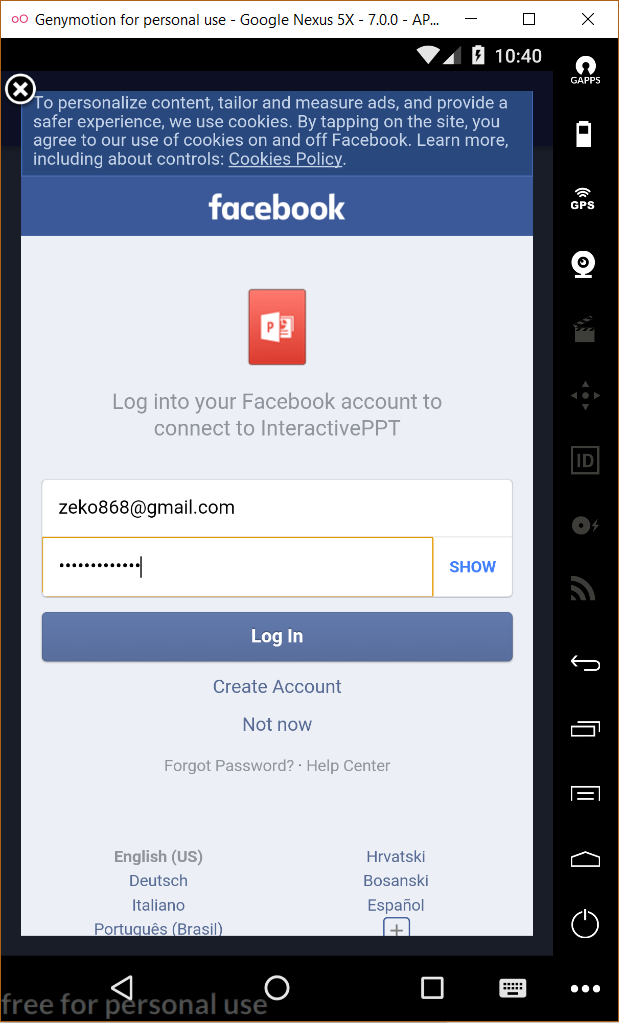 Genymotion for personal use - Google Nexus 5X - 7.0.0 - AP...
10:40
GAPPS
To personalize content, tailor and measure ads, and provide a
safer experience, we use cookies. By tapping on the site, you
agree to our use of cookies on and off Facebook. Learn more,
including about controls: Cookies Policy.
GPS
facebook
P
Log into your Facebook account to
connect to InteractivePPT
ID
zeko868@gmail.com
•••••••••••••
SHOW
Log In
Create Account
Not now
Forgot Password? · Help Center
English (US)
Hrvatski
Deutsch
Bosanski
Italiano
Español
Português (Brasil)
free for personal use